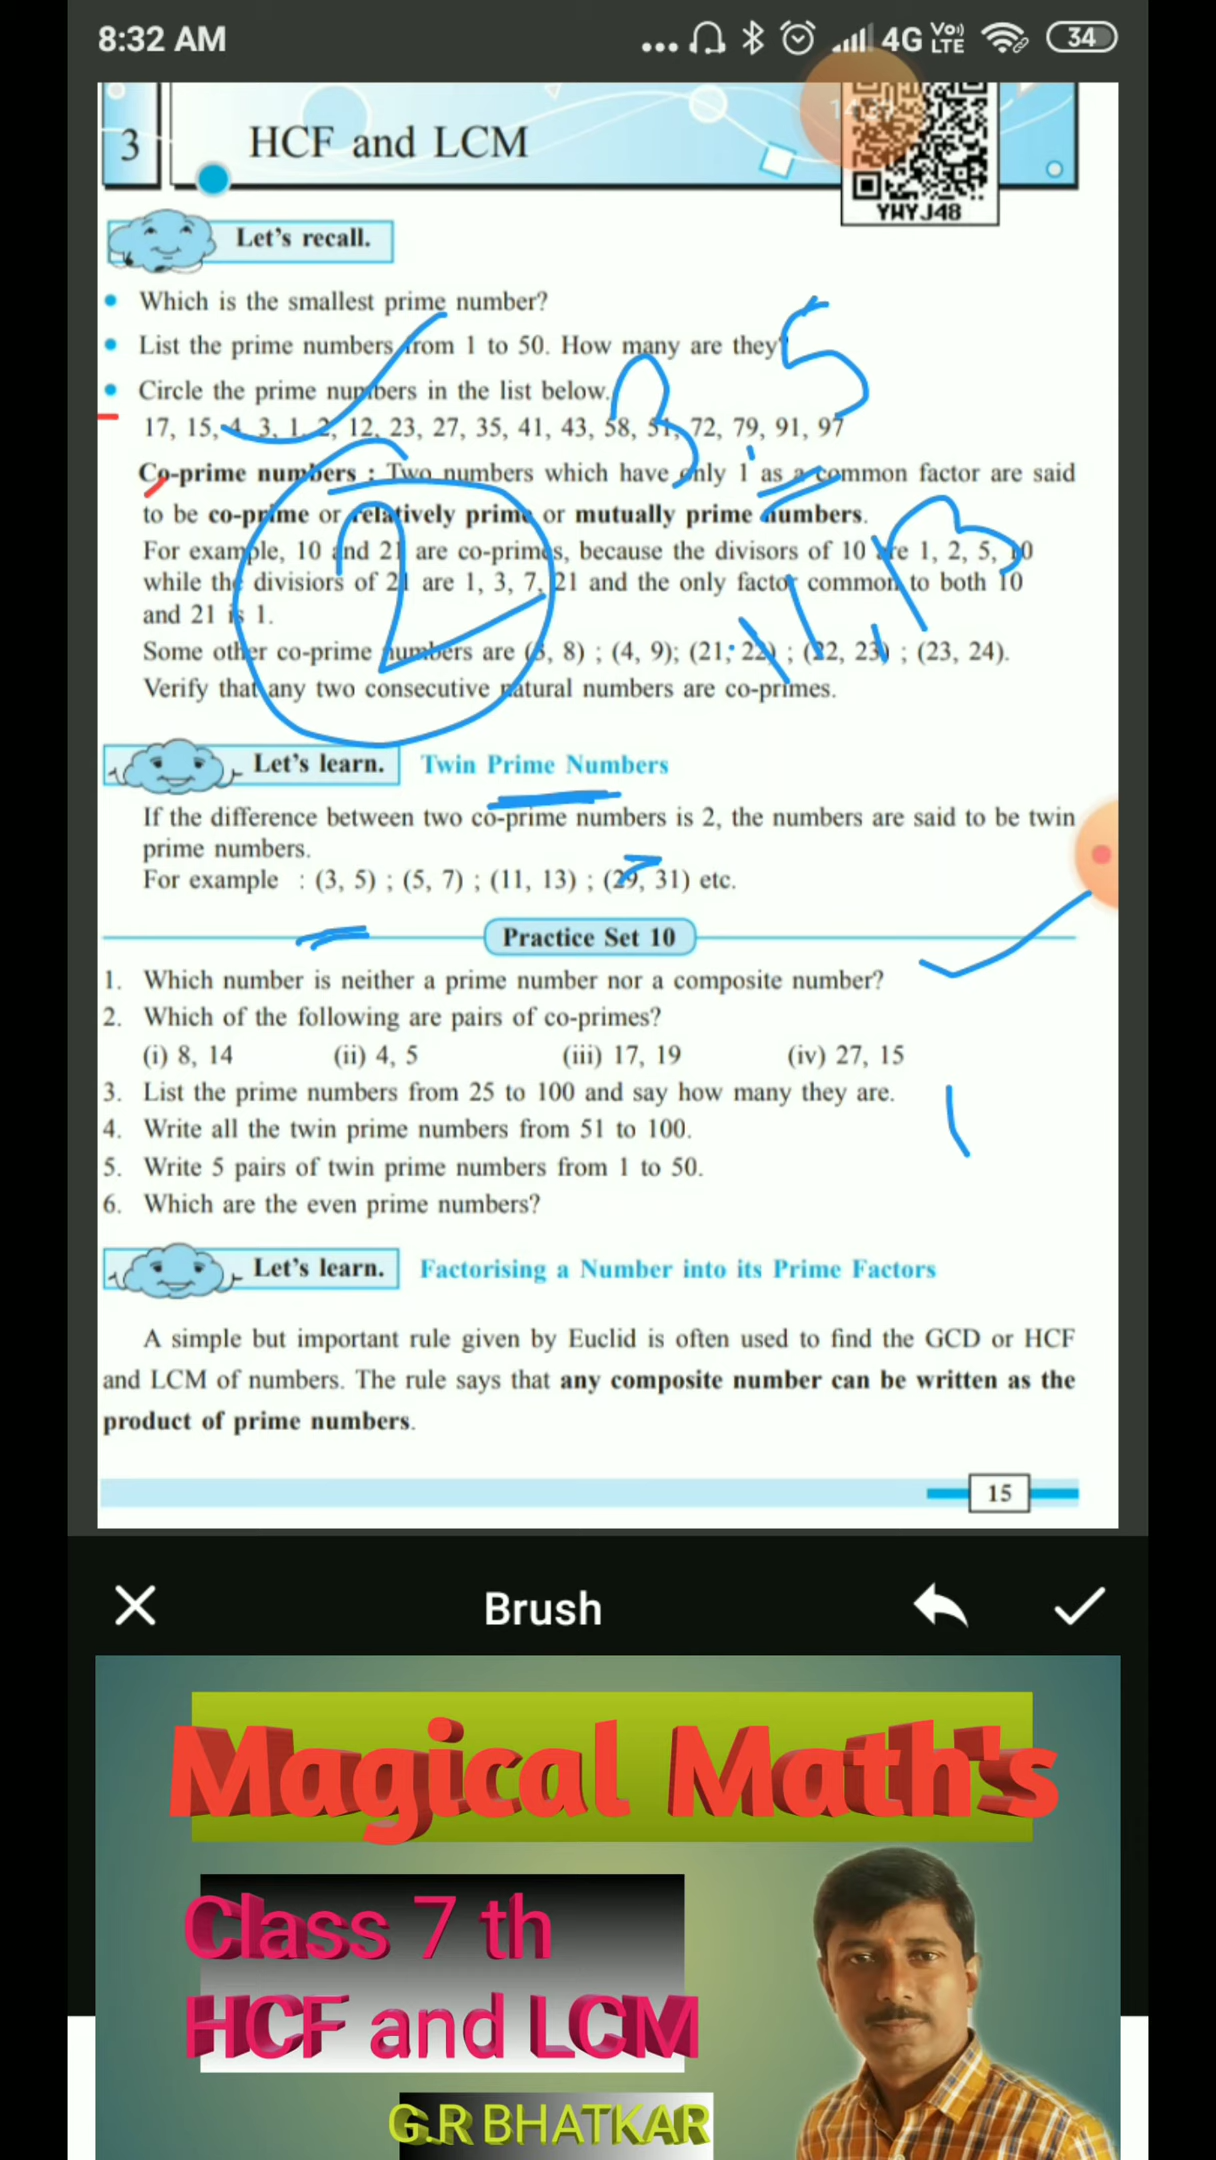 8:32 AM 4G Vo)) LTE 34
3 HCF and LCM
YWYJ48
Let's recall.
• Which is the smallest prime number?
• List the prime numbers from 1 to 50. How many are they
• Circle the prime numbers in the list below.
17, 15, 4, 3, 1, 2, 12, 23, 27, 35, 41, 43, 58, 51, 72, 79, 91, 97
3 5
Co-prime numbers : Two numbers which have only 1 as a common factor are said
to be co-prime or relatively prime or mutually prime numbers.
For example, 10 and 21 are co-primes, because the divisors of 10 are 1, 2, 5, 10
while the divisiors of 21 are 1, 3, 7, 21 and the only factor common to both 10
and 21 is 1.
2 11, 13
Some other co-prime numbers are (3, 8) ; (4, 9); (21, 22) ; (22, 23) ; (23, 24).
Verify that any two consecutive natural numbers are co-primes.
Let's learn. Twin Prime Numbers
If the difference between two co-prime numbers is 2, the numbers are said to be twin
prime numbers.
For example : (3, 5) ; (5, 7) ; (11, 13) ; (29, 31) etc.
Practice Set 10
1. Which number is neither a prime number nor a composite number?
2. Which of the following are pairs of co-primes?
(i) 8, 14 (ii) 4, 5 (iii) 17, 19 (iv) 27, 15
3. List the prime numbers from 25 to 100 and say how many they are.
4. Write all the twin prime numbers from 51 to 100.
5. Write 5 pairs of twin prime numbers from 1 to 50.
6. Which are the even prime numbers?
Let's learn. Factorising a Number into its Prime Factors
A simple but important rule given by Euclid is often used to find the GCD or HCF
and LCM of numbers. The rule says that any composite number can be written as the
product of prime numbers.
15
Brush
Magical Math's
Class 7 th
HCF and LCM
G.R BHATKAR